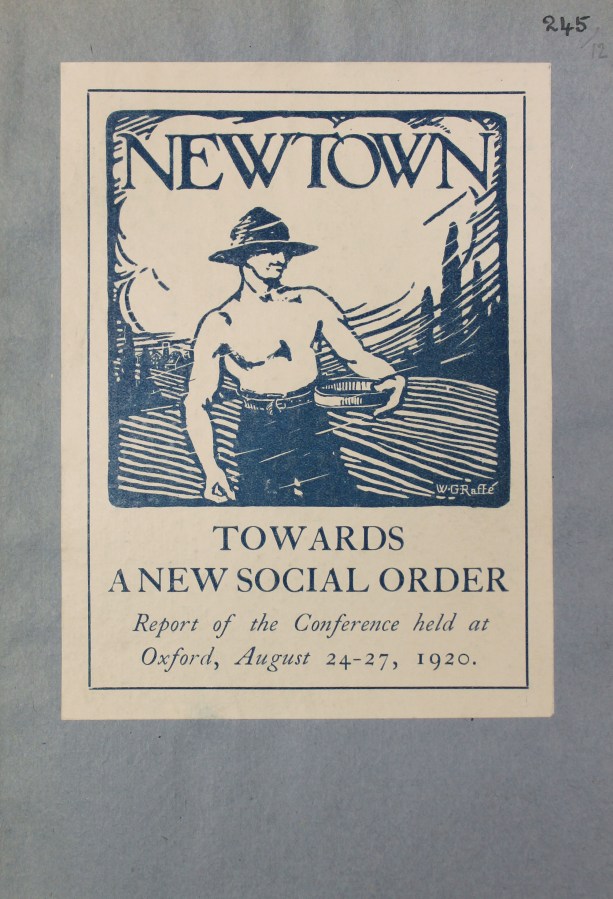 245
/12
NEWTOWN
W·G·Raffé
TOWARDS
A NEW SOCIAL ORDER
Report of the Conference held at
Oxford, August 24-27, 1920.